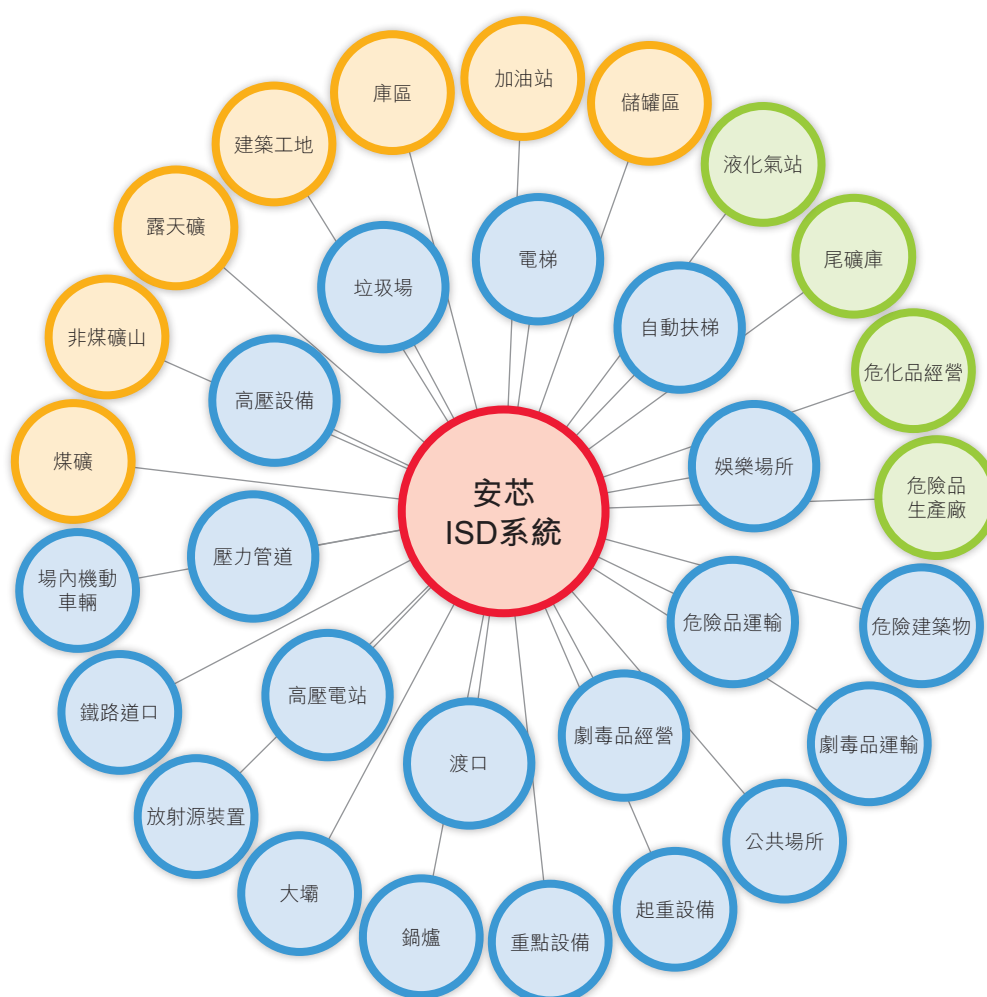 加油站
庫區
儲罐區
建築工地
液化氣站
露天礦
尾礦庫
垃圾場
電梯
自動扶梯
非煤礦山
高壓設備
危化品經營
煤礦
娛樂場所
危險品
生產廠
安芯
ISD系統
壓力管道
場內機動
車輛
危險品運輸
危險建築物
鐵路道口
高壓電站
劇毒品經營
劇毒品運輸
渡口
放射源裝置
公共場所
大壩
起重設備
鍋爐
重點設備